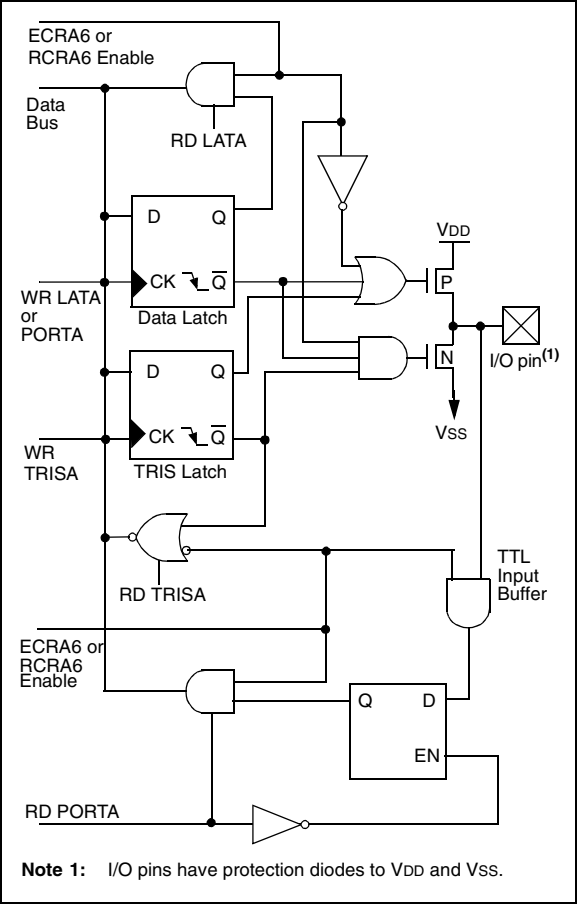 ECRA6 or
RCRA6 Enable
Data
Bus
RD LATA
D Q
CK Q
Data Latch
WR LATA
or
PORTA
VDD
P
N
I/O pin(1)
VSS
D Q
CK Q
TRIS Latch
WR
TRISA
RD TRISA
TTL
Input
Buffer
ECRA6 or
RCRA6
Enable
Q D
EN
RD PORTA
Note 1: I/O pins have protection diodes to VDD and VSS.